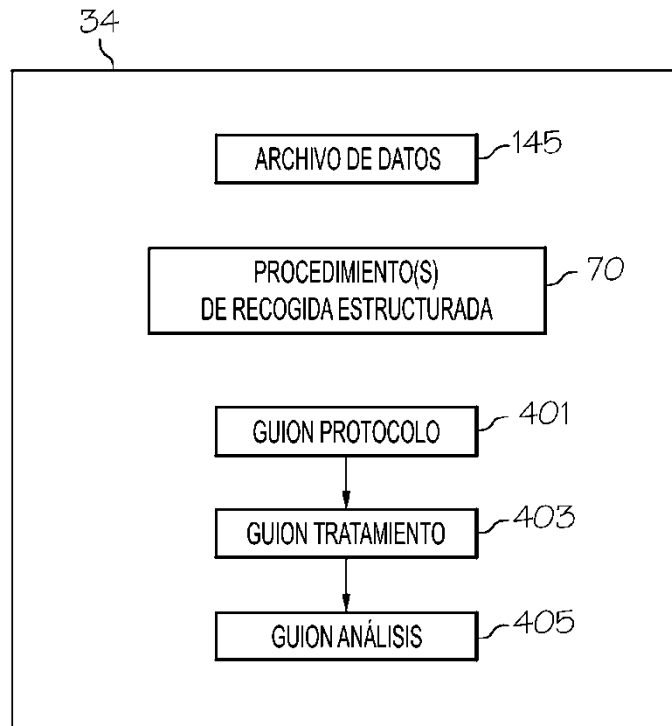 34
ARCHIVO DE DATOS
145
PROCEDIMIENTO(S)
DE RECOGIDA ESTRUCTURADA
70
GUION PROTOCOLO
401
GUION TRATAMIENTO
403
GUION ANÁLISIS
405